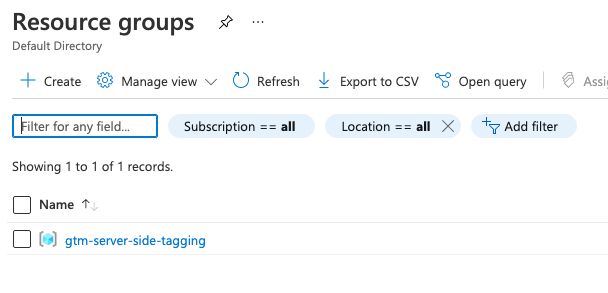 Resource groups
Default Directory
Create Manage view Refresh Export to CSV Open query Assig
Filter for any field... Subscription == all Location == all Add filter
Showing 1 to 1 of 1 records.
Name
gtm-server-side-tagging